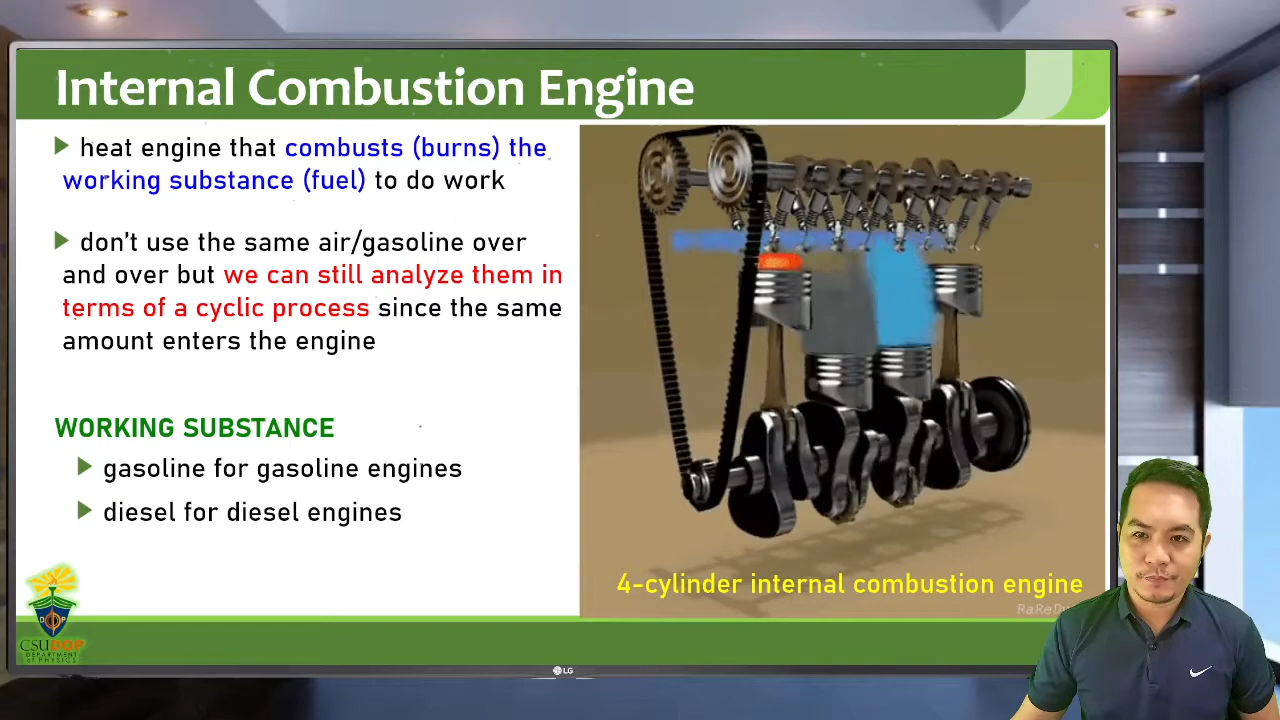 Internal Combustion Engine
heat engine that combusts (burns) the
working substance (fuel) to do work
don't use the same air/gasoline over
and over but we can still analyze them in
terms of a cyclic process since the same
amount enters the engine
WORKING SUBSTANCE
gasoline for gasoline engines
diesel for diesel engines
4-cylinder internal combustion engine
D P
CSUDOP
DEPARTMENT
of PHYSICS
LG